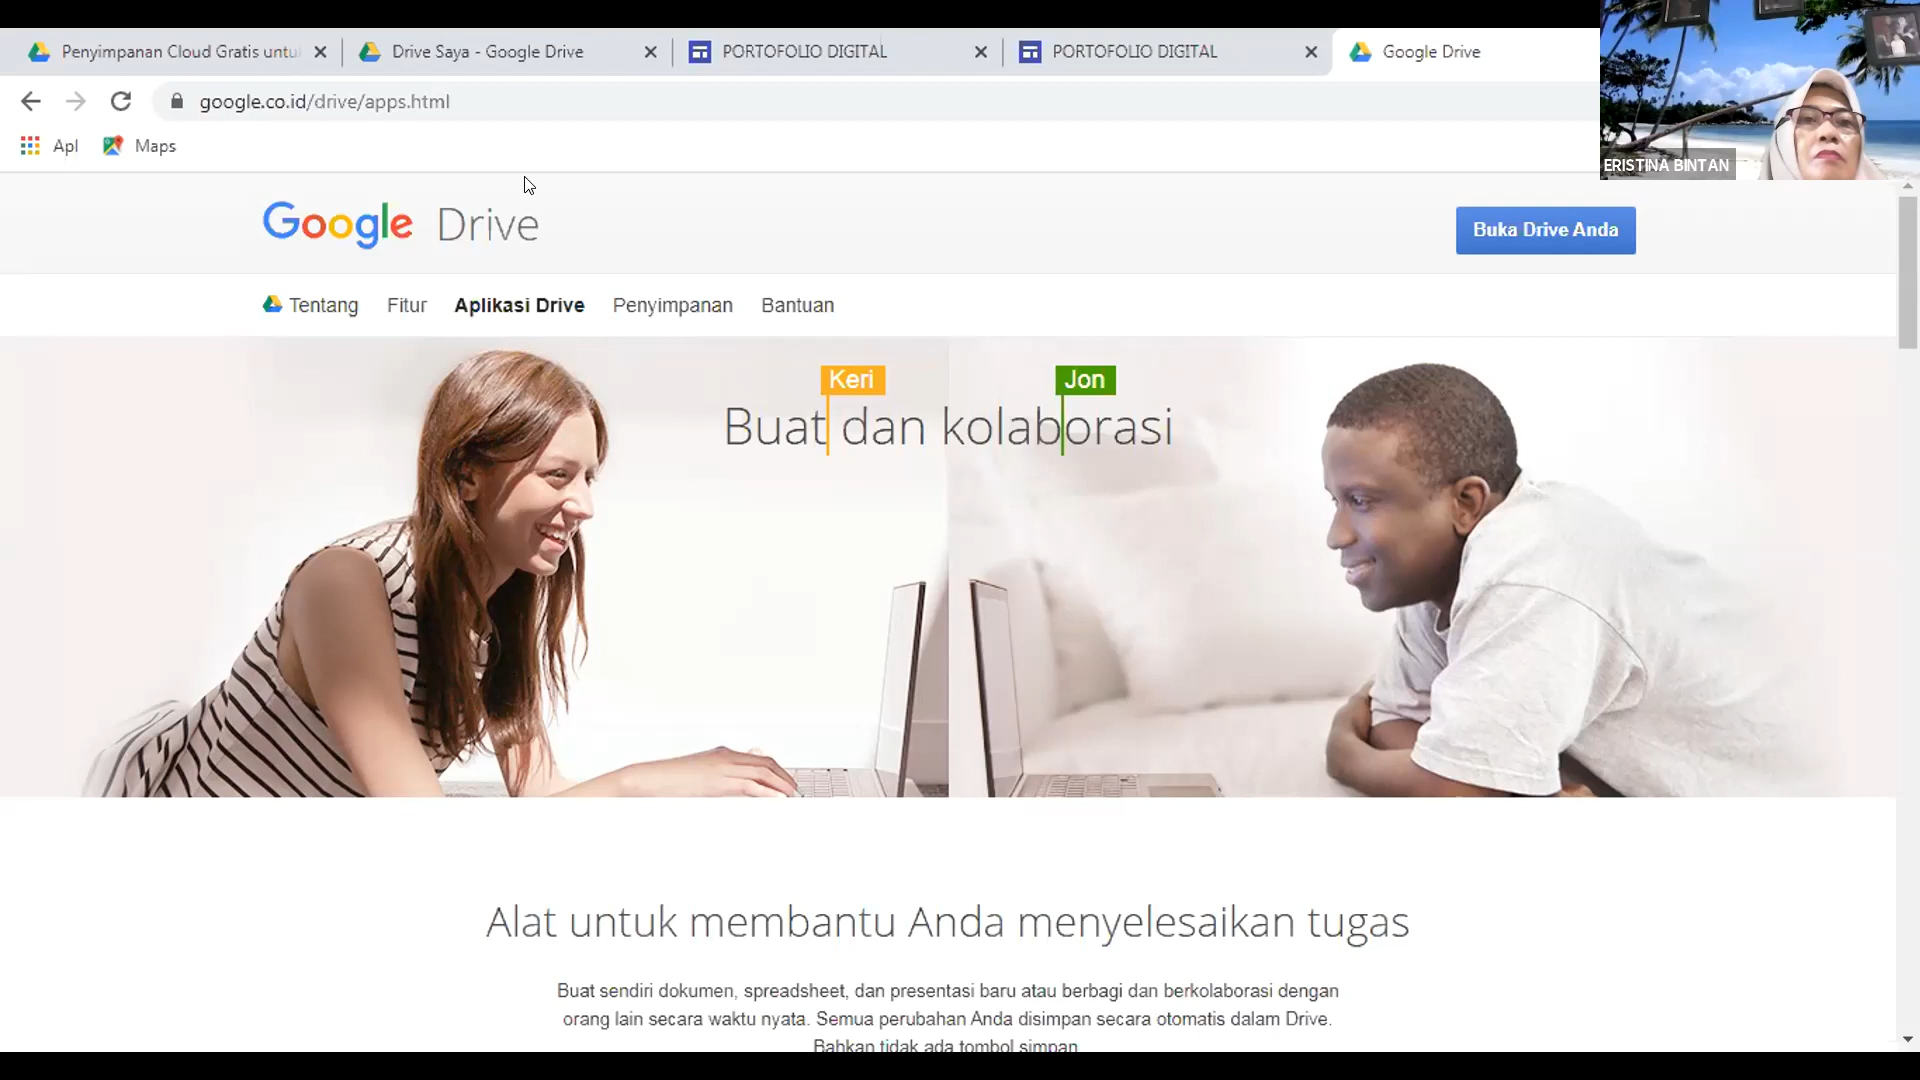 Penyimpanan Cloud Gratis untu
Drive Saya - Google Drive
PORTOFOLIO DIGITAL
PORTOFOLIO DIGITAL
Google Drive
google.co.id/drive/apps.html
Apl
Maps
ERISTINA BINTAN
Google Drive
Buka Drive Anda
Tentang
Fitur
Aplikasi Drive
Penyimpanan
Bantuan
Keri
Jon
Buat dan kolaborasi
Alat untuk membantu Anda menyelesaikan tugas
Buat sendiri dokumen, spreadsheet, dan presentasi baru atau berbagi dan berkolaborasi dengan
orang lain secara waktu nyata. Semua perubahan Anda disimpan secara otomatis dalam Drive.
Bahkan tidak ada tombol simpan